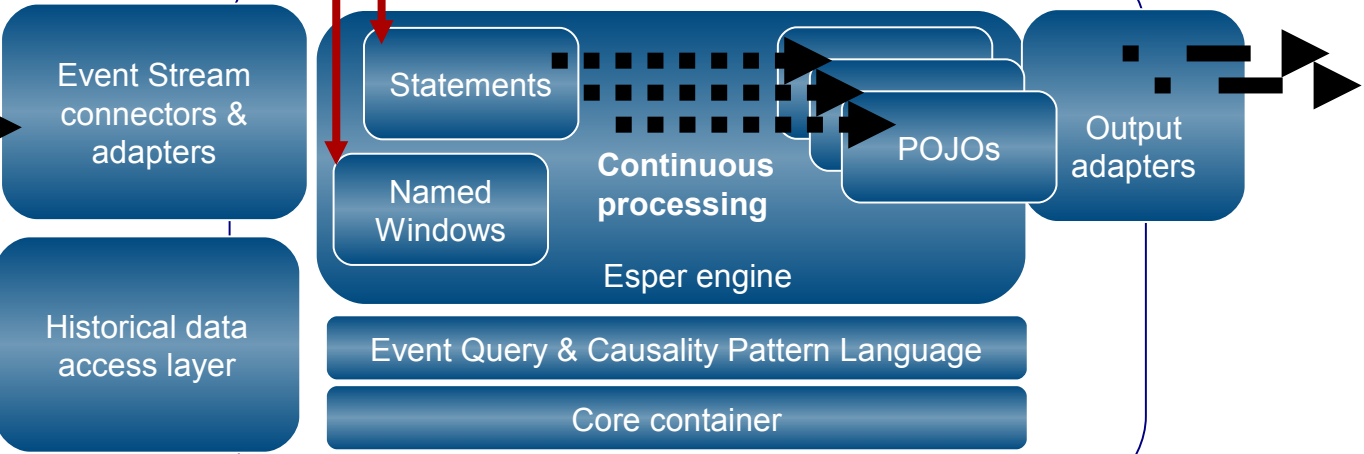 Event Stream
connectors &
adapters
Statements
Continuous
processing
POJOs
Output
adapters
Named
Windows
Esper engine
Historical data
access layer
Event Query & Causality Pattern Language
Core container